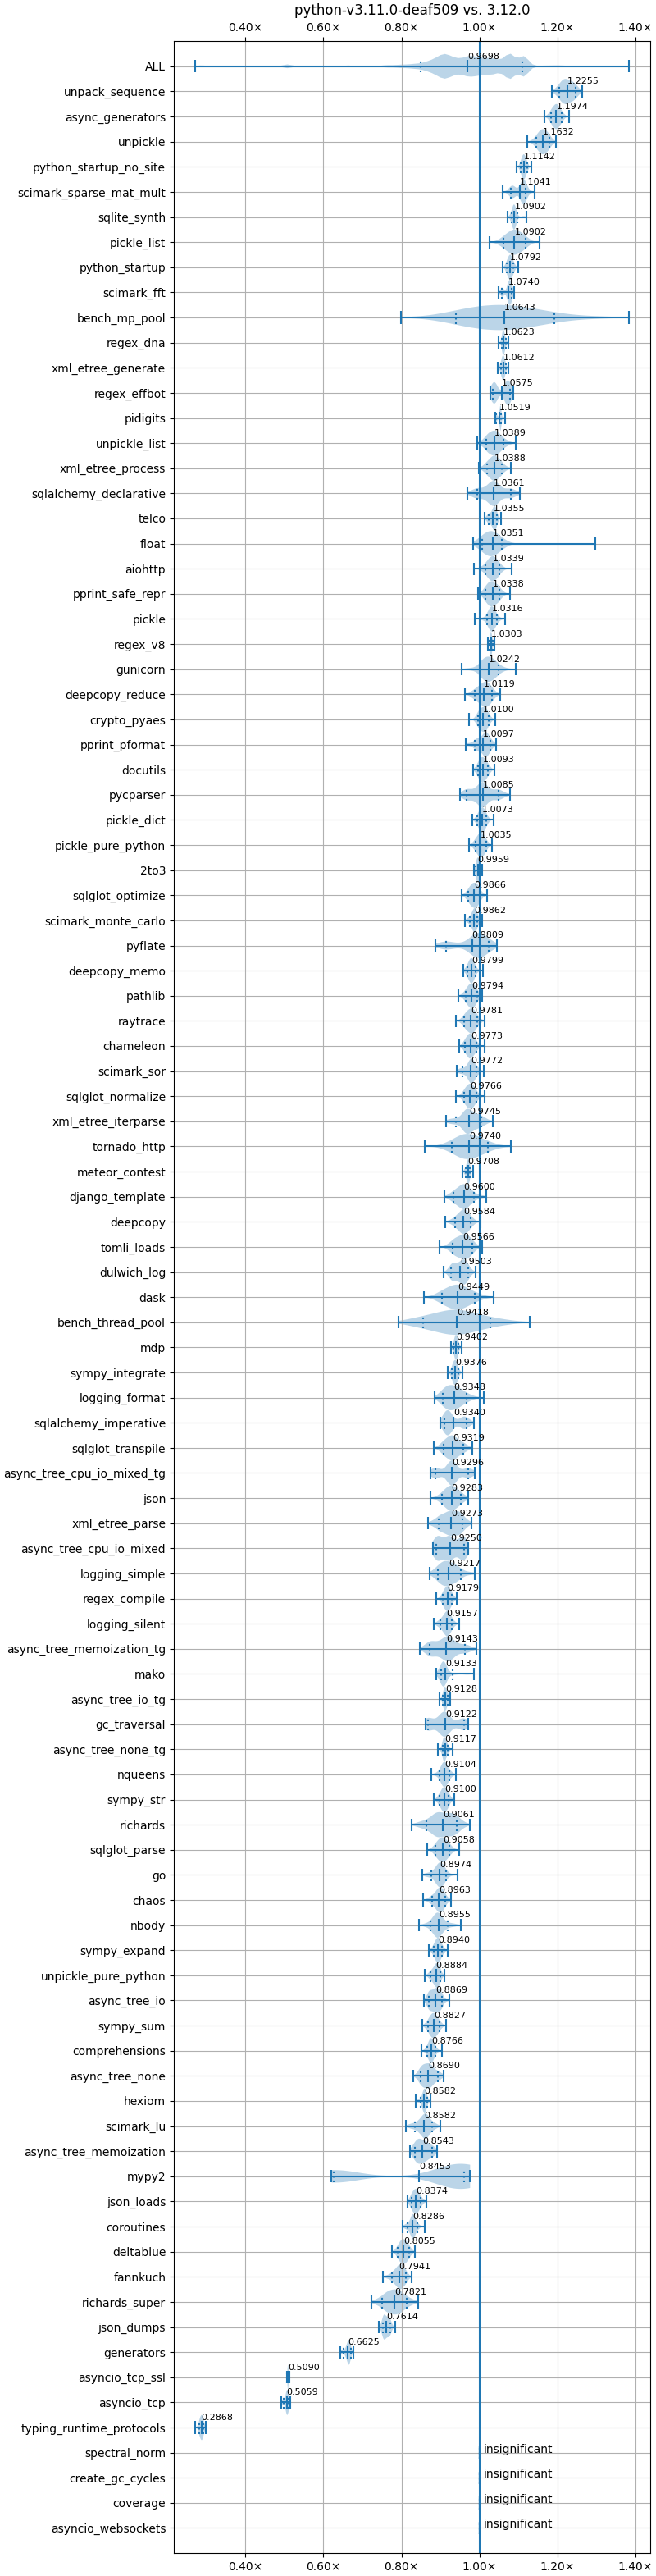 python-v3.11.0-deaf509 vs. 3.12.0
0.40× 0.60× 0.80× 1.00× 1.20× 1.40×
ALL 0.9698
unpack_sequence 1.2255
async_generators 1.1974
unpickle 1.1632
python_startup_no_site 1.1142
scimark_sparse_mat_mult 1.1041
sqlite_synth 1.0902
pickle_list 1.0902
python_startup 1.0792
scimark_fft 1.0740
bench_mp_pool 1.0643
regex_dna 1.0623
xml_etree_generate 1.0612
regex_effbot 1.0575
pidigits 1.0519
unpickle_list 1.0389
xml_etree_process 1.0388
sqlalchemy_declarative 1.0361
telco 1.0355
float 1.0351
aiohttp 1.0339
pprint_safe_repr 1.0338
pickle 1.0316
regex_v8 1.0303
gunicorn 1.0242
deepcopy_reduce 1.0119
crypto_pyaes 1.0100
pprint_pformat 1.0097
docutils 1.0093
pycparser 1.0085
pickle_dict 1.0073
pickle_pure_python 1.0035
2to3 0.9959
sqlglot_optimize 0.9866
scimark_monte_carlo 0.9862
pyflate 0.9809
deepcopy_memo 0.9799
pathlib 0.9794
raytrace 0.9781
chameleon 0.9773
scimark_sor 0.9772
sqlglot_normalize 0.9766
xml_etree_iterparse 0.9745
tornado_http 0.9740
meteor_contest 0.9708
django_template 0.9600
deepcopy 0.9584
tomli_loads 0.9566
dulwich_log 0.9503
dask 0.9449
bench_thread_pool 0.9418
mdp 0.9402
sympy_integrate 0.9376
logging_format 0.9348
sqlalchemy_imperative 0.9340
sqlglot_transpile 0.9319
async_tree_cpu_io_mixed_tg 0.9296
json 0.9283
xml_etree_parse 0.9273
async_tree_cpu_io_mixed 0.9250
logging_simple 0.9217
regex_compile 0.9179
logging_silent 0.9157
async_tree_memoization_tg 0.9143
mako 0.9133
async_tree_io_tg 0.9128
gc_traversal 0.9122
async_tree_none_tg 0.9117
nqueens 0.9104
sympy_str 0.9100
richards 0.9061
sqlglot_parse 0.9058
go 0.8974
chaos 0.8963
nbody 0.8955
sympy_expand 0.8940
unpickle_pure_python 0.8884
async_tree_io 0.8869
sympy_sum 0.8827
comprehensions 0.8766
async_tree_none 0.8690
hexiom 0.8582
scimark_lu 0.8582
async_tree_memoization 0.8543
mypy2 0.8453
json_loads 0.8374
coroutines 0.8286
deltablue 0.8055
fannkuch 0.7941
richards_super 0.7821
json_dumps 0.7614
generators 0.6625
asyncio_tcp_ssl 0.5090
asyncio_tcp 0.5059
typing_runtime_protocols 0.2868
spectral_norm insignificant
create_gc_cycles insignificant
coverage insignificant
asyncio_websockets insignificant
0.40× 0.60× 0.80× 1.00× 1.20× 1.40×